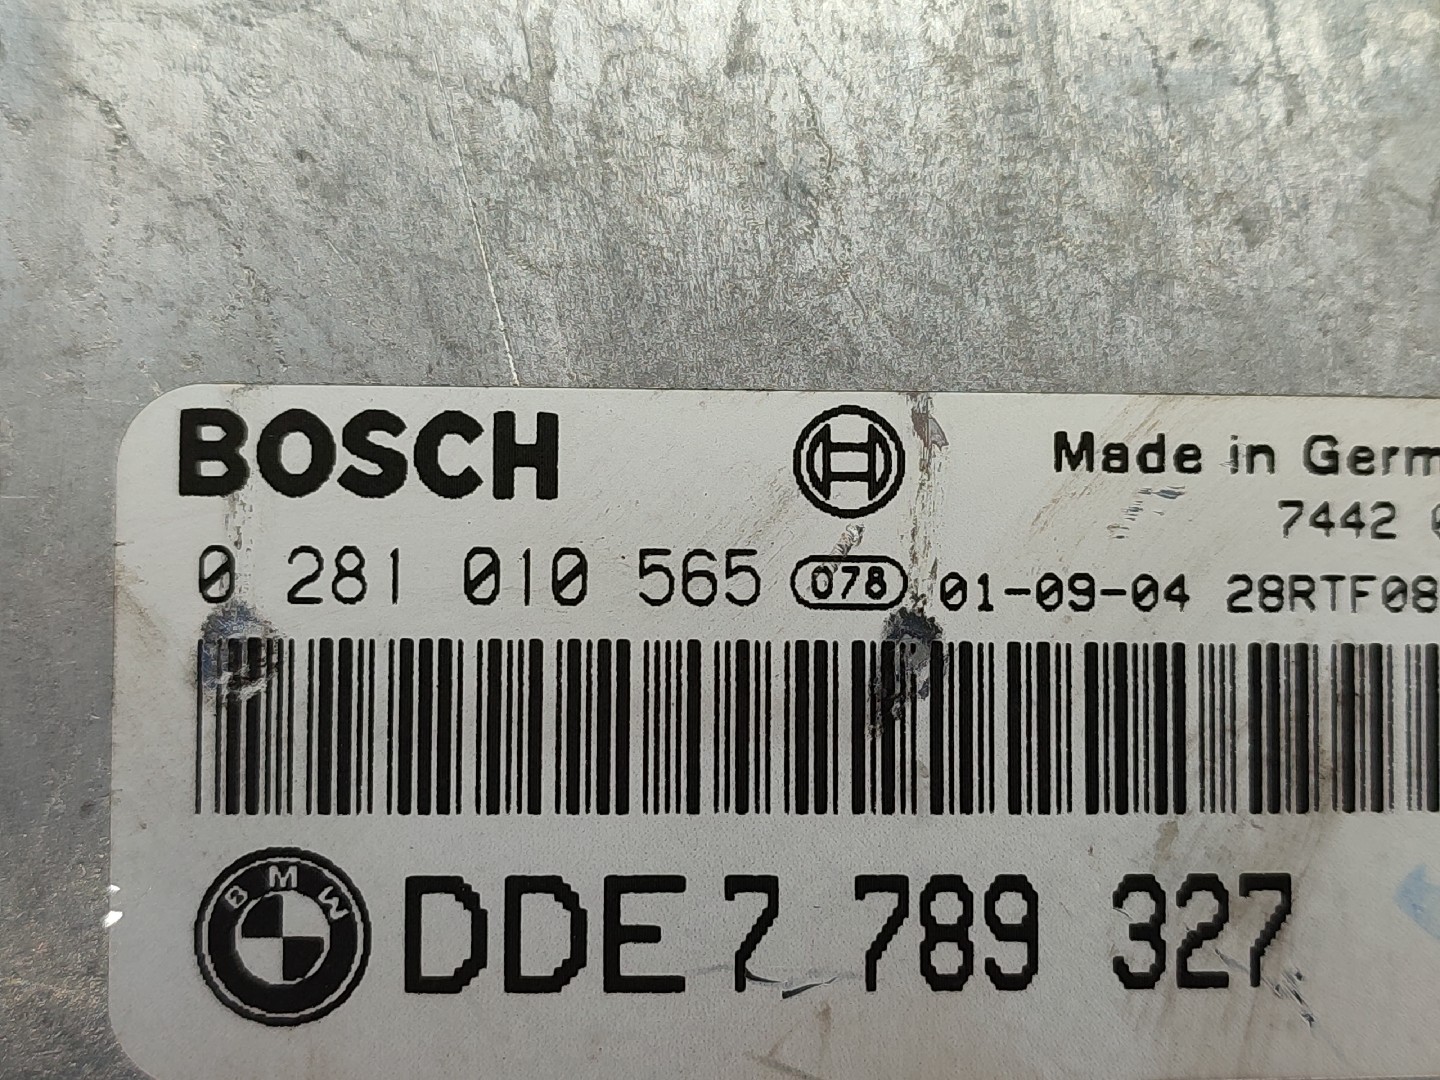 BOSCH
Made in Germ
7442
0 281 010 565 078 01-09-04 28RTF08
BMW
DDE 7 789 327